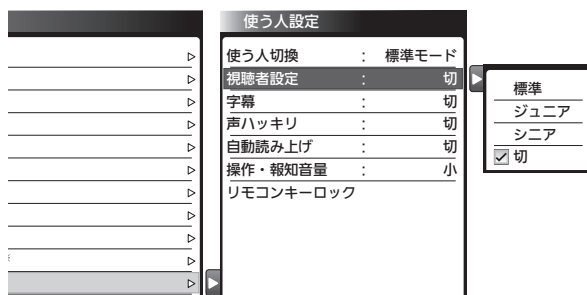 使う人設定
使う人切換 : 標準モード
視聴者設定 : 切
字幕 : 切
声ハッキリ : 切
自動読み上げ : 切
操作・報知音量 : 小
リモコンキーロック
標準
ジュニア
シニア
切